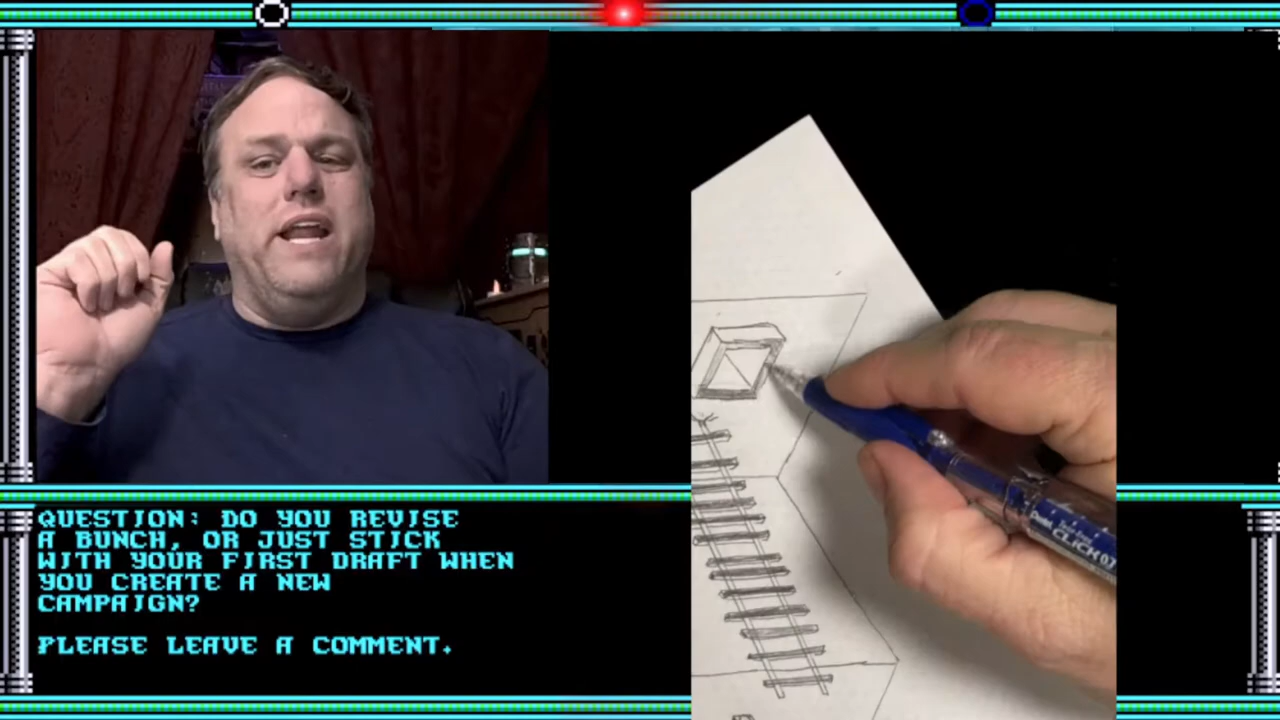 QUESTION: DO YOU REVISE
A BUNCH, OR JUST STICK
WITH YOUR FIRST DRAFT WHEN
YOU CREATE A NEW
CAMPAIGN?
PLEASE LEAVE A COMMENT.
CLICK 07